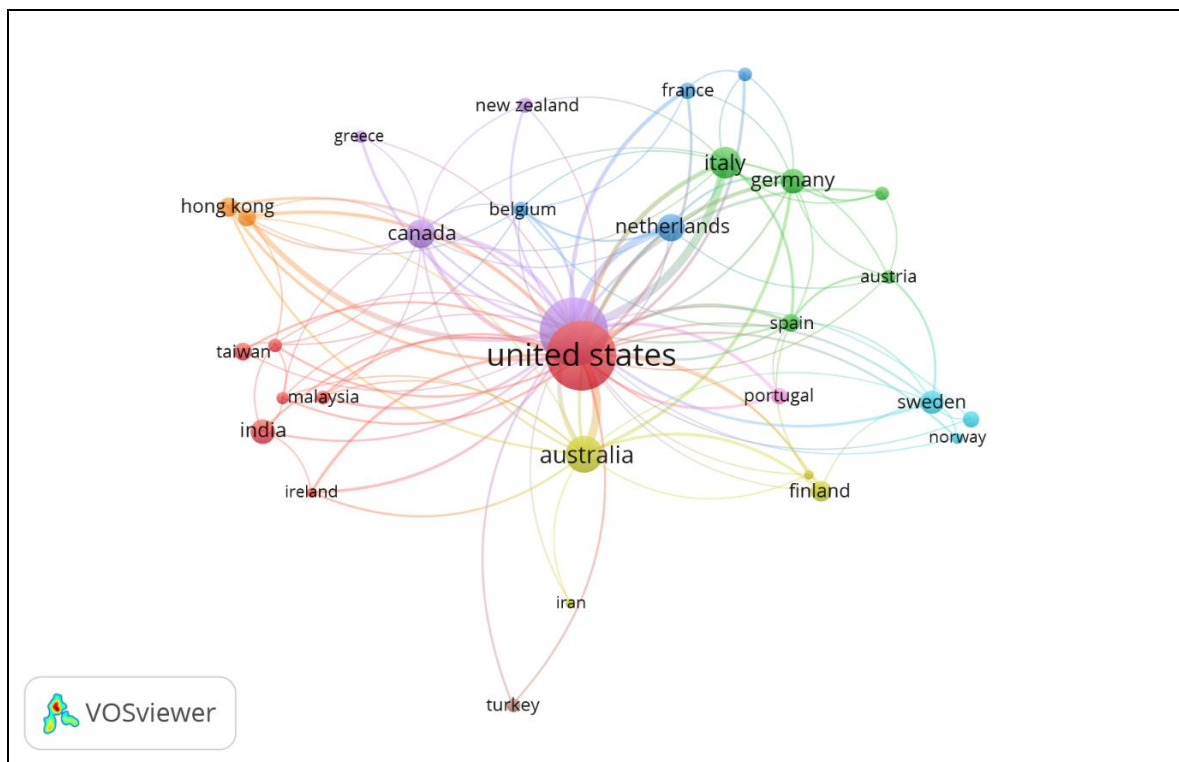 france
new zealand
greece
italy
germany
hong kong
belgium
canada
netherlands
austria
spain
taiwan
united states
malaysia
portugal
sweden
india
norway
australia
ireland
finland
iran
turkey
VOSviewer